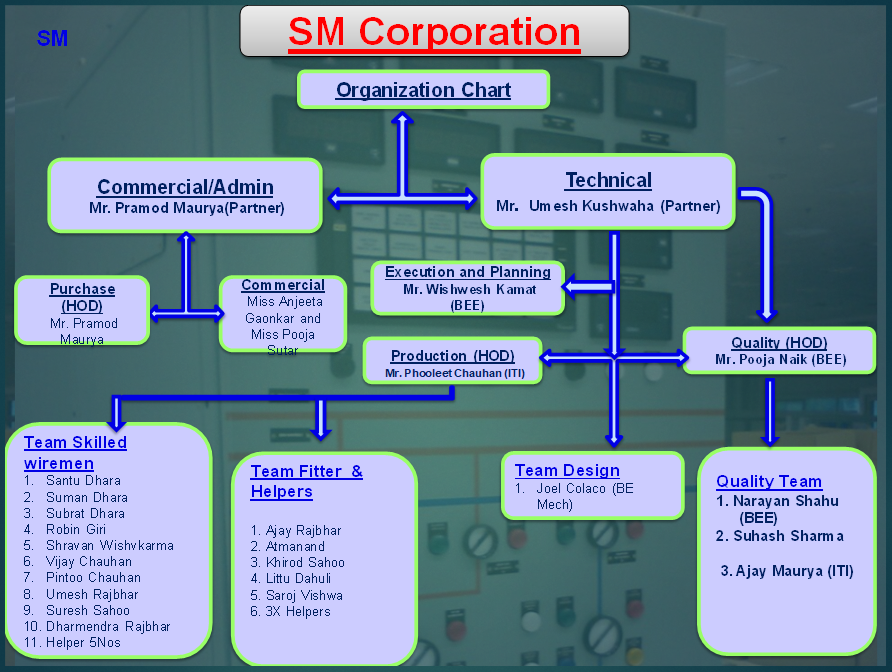 SM
SM Corporation
Organization Chart
Commercial/Admin
Mr. Pramod Maurya(Partner)
Technical
Mr. Umesh Kushwaha (Partner)
Purchase
(HOD)
Mr. Pramod
Maurya
Commercial
Miss Anjeeta
Gaonkar and
Miss Pooja
Sutar
Execution and Planning
Mr. Wishwesh Kamat
(BEE)
Production (HOD)
Mr. Phooleet Chauhan (ITI)
Quality (HOD)
Mr. Pooja Naik (BEE)
Team Skilled
wiremen
1. Santu Dhara
2. Suman Dhara
3. Subrat Dhara
4. Robin Giri
5. Shravan Wishvkarma
6. Vijay Chauhan
7. Pintoo Chauhan
8. Umesh Rajbhar
9. Suresh Sahoo
10. Dharmendra Rajbhar
11. Helper 5Nos
Team Fitter &
Helpers
1. Ajay Rajbhar
2. Atmanand
3. Khirod Sahoo
4. Littu Dahuli
5. Saroj Vishwa
6. 3X Helpers
Team Design
1. Joel Colaco (BE
Mech)
Quality Team
1. Narayan Shahu
(BEE)
2. Suhash Sharma
3. Ajay Maurya (ITI)